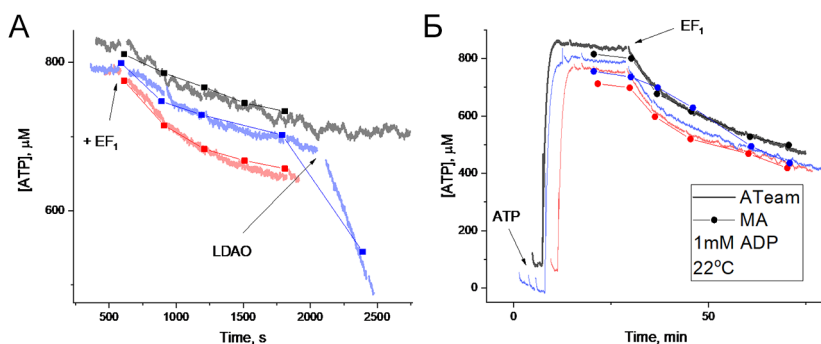 А
800
600
[ATP], µM
+ EF₁
LDAO
500 1000 1500 2000 2500
Time, s
Б
1000
800
600
400
200
0
[ATP], µM
EF₁
ATP
ATeam
MA
1mM ADP
22°C
0 50
Time, min